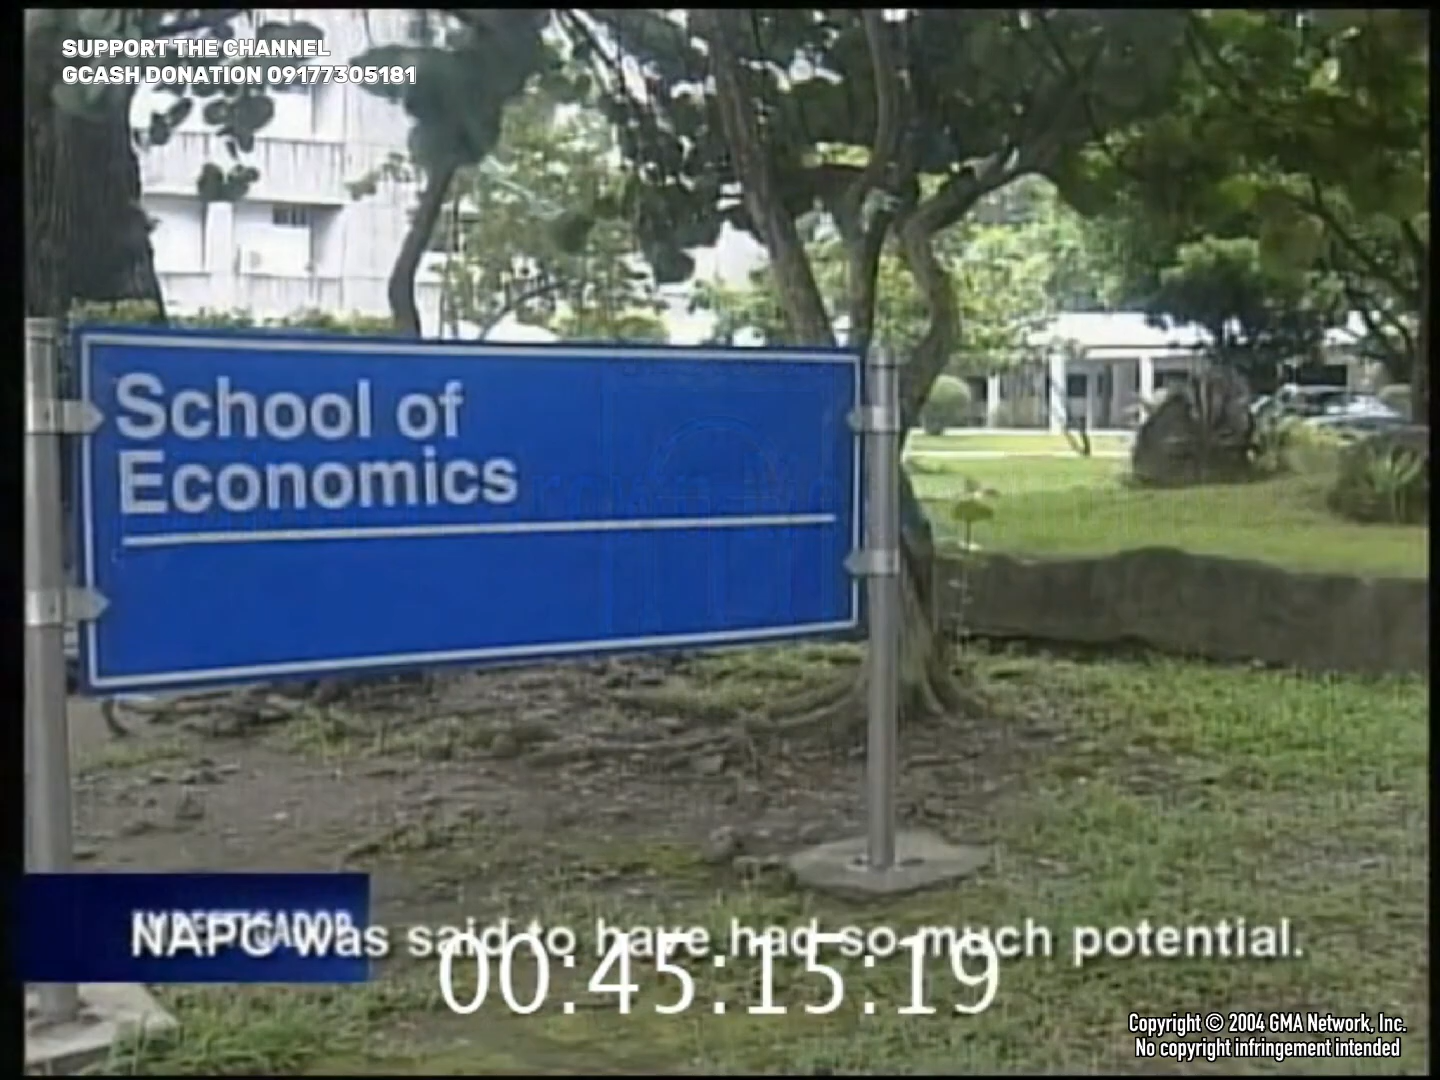 SUPPORT THE CHANNEL
GCASH DONATION 09177305181
School of
Economics
IMBESTIGADOR
NAPC was said to have had so much potential.
00:45:15:19
Copyright © 2004 GMA Network, Inc.
No copyright infringement intended